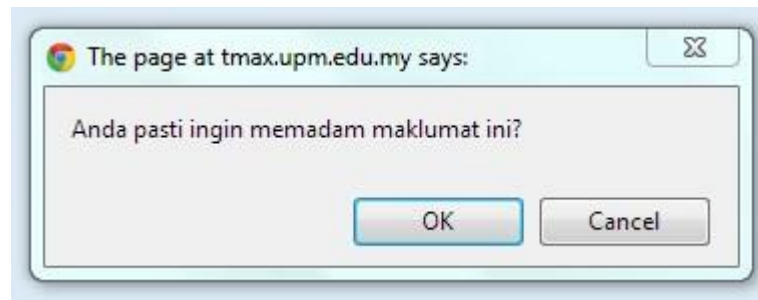 The page at tmax.upm.edu.my says:
Anda pasti ingin memadam maklumat ini?
OK Cancel